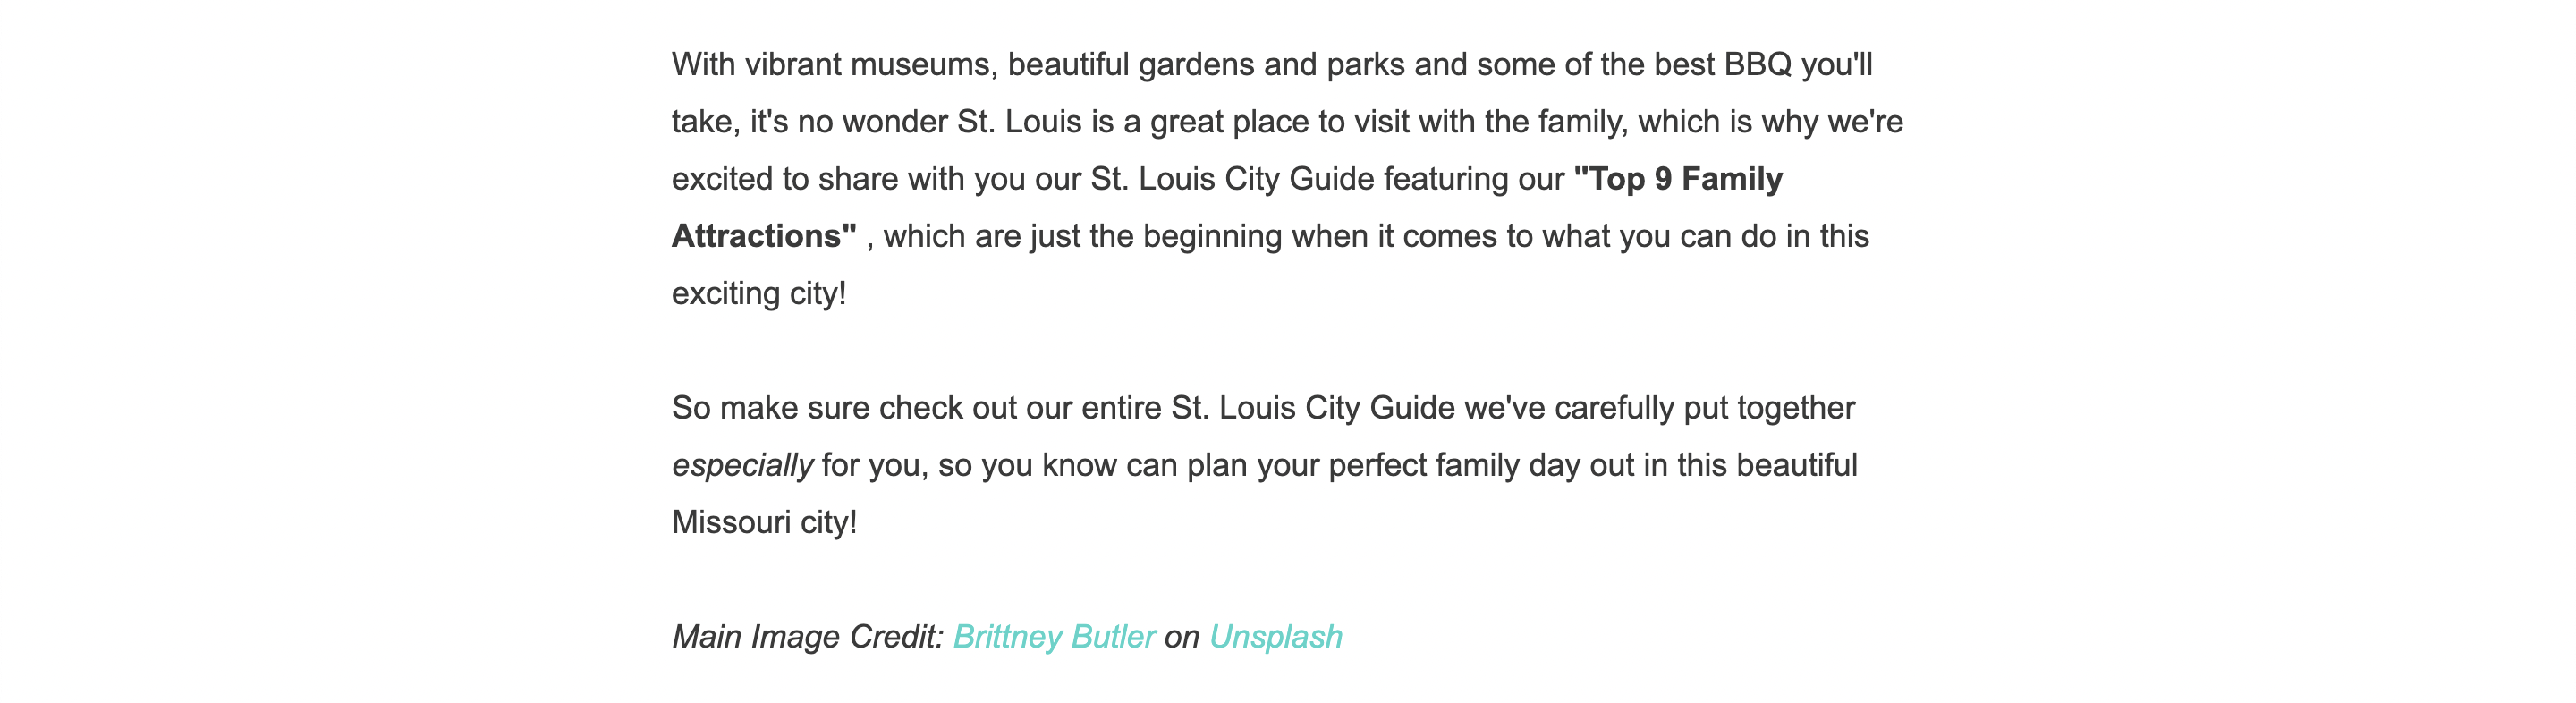 With vibrant museums, beautiful gardens and parks and some of the best BBQ you'll
take, it's no wonder St. Louis is a great place to visit with the family, which is why we're
excited to share with you our St. Louis City Guide featuring our "Top 9 Family
Attractions" , which are just the beginning when it comes to what you can do in this
exciting city!
So make sure check out our entire St. Louis City Guide we've carefully put together
especially for you, so you know can plan your perfect family day out in this beautiful
Missouri city!
Main Image Credit: Brittney Butler on Unsplash